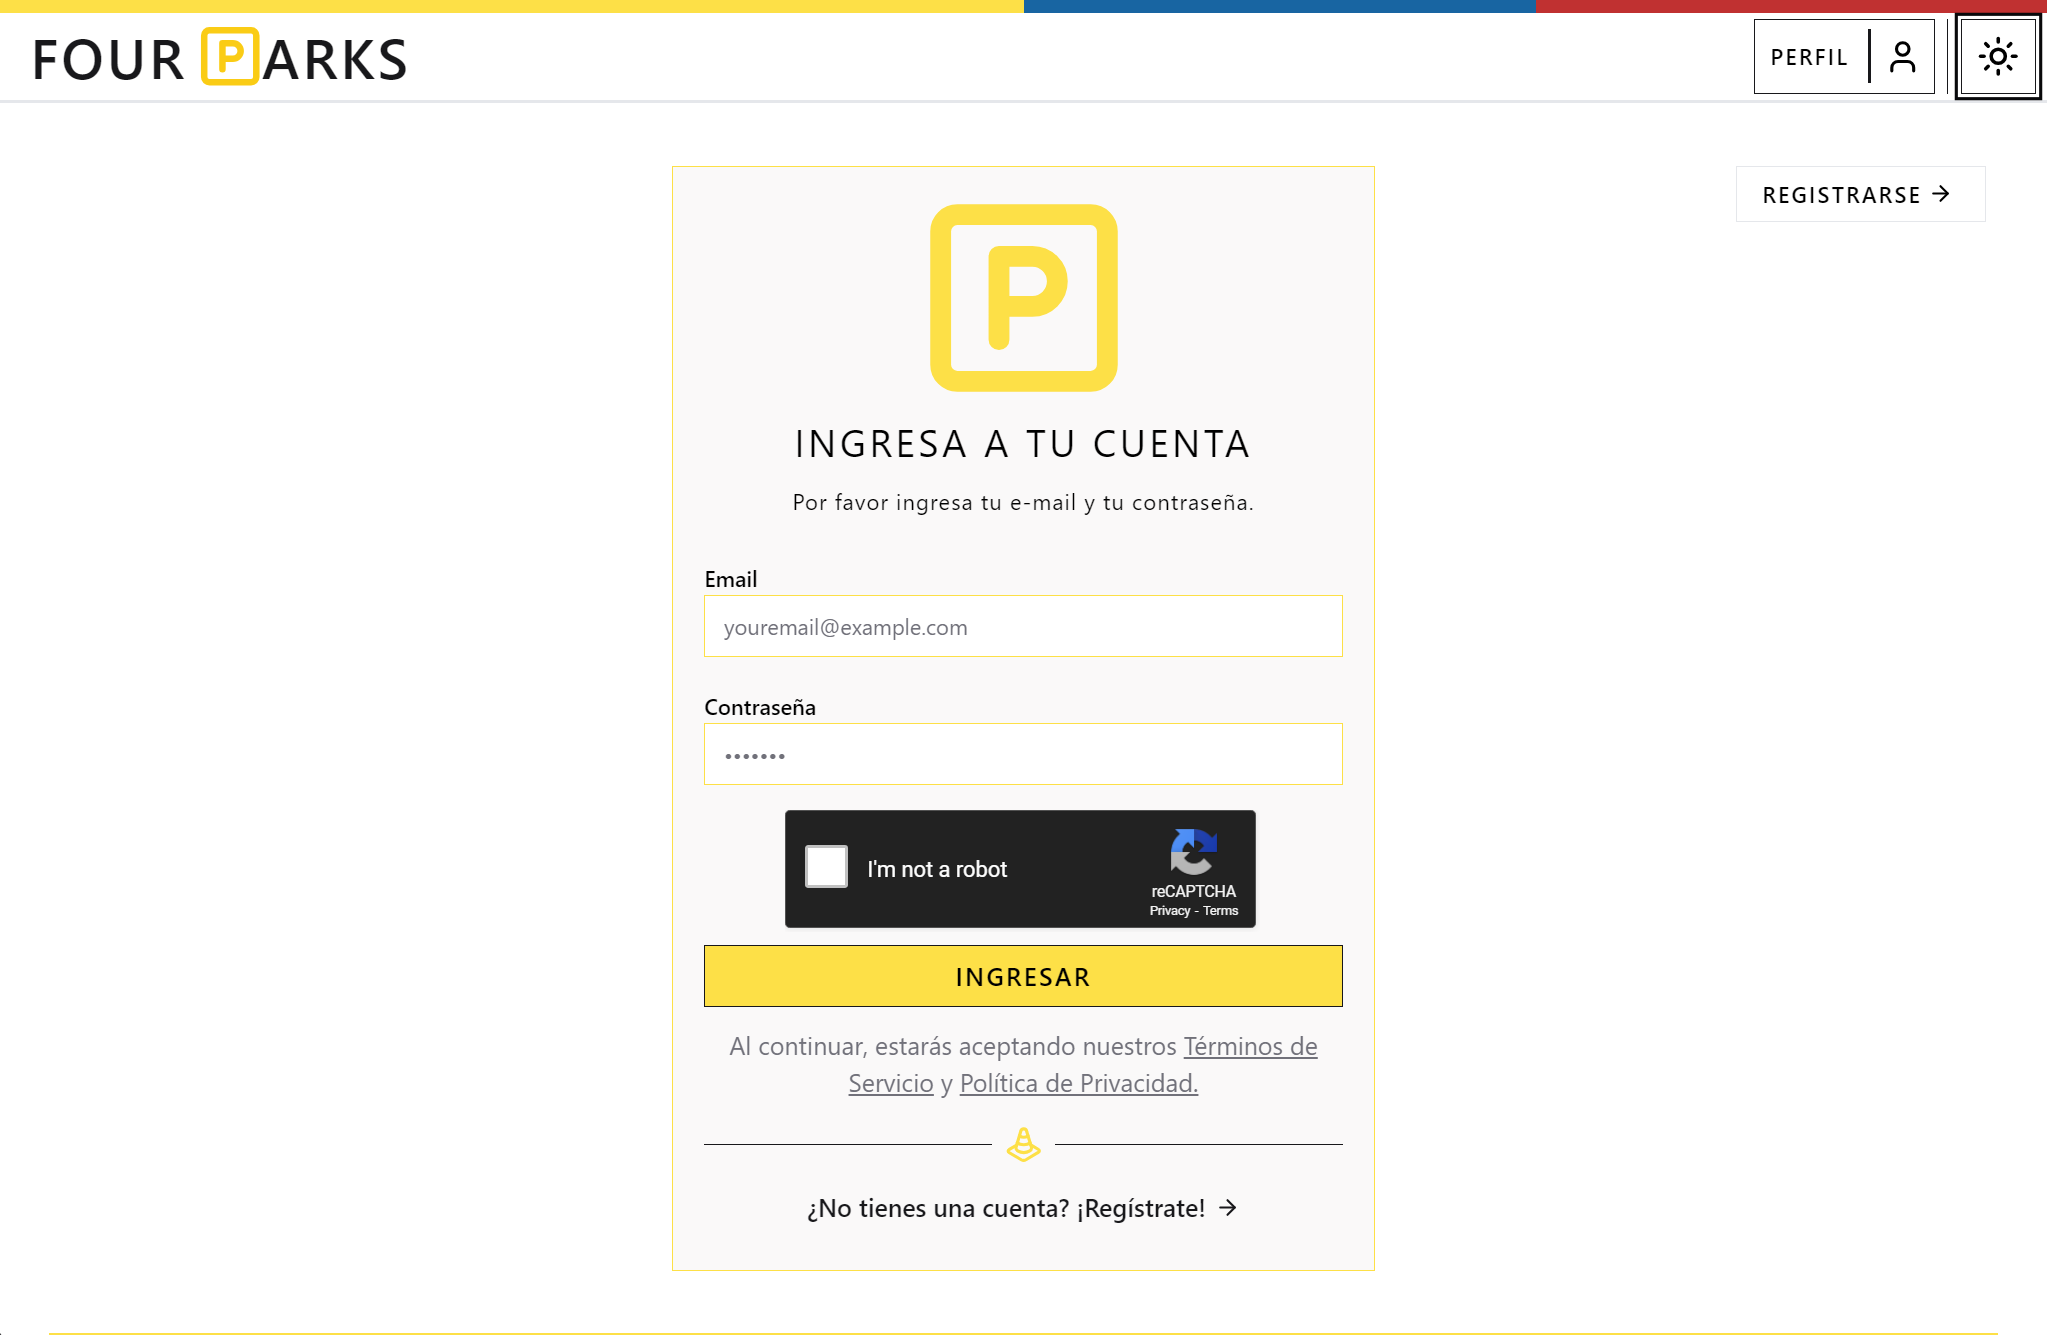 FOUR PARKS
PERFIL
REGISTRARSE →
P
INGRESA A TU CUENTA
Por favor ingresa tu e-mail y tu contraseña.
Email
youremail@example.com
Contraseña
•••••••
I'm not a robot
reCAPTCHA
Privacy - Terms
INGRESAR
Al continuar, estarás aceptando nuestros Términos de
Servicio y Política de Privacidad.
¿No tienes una cuenta? ¡Regístrate! →